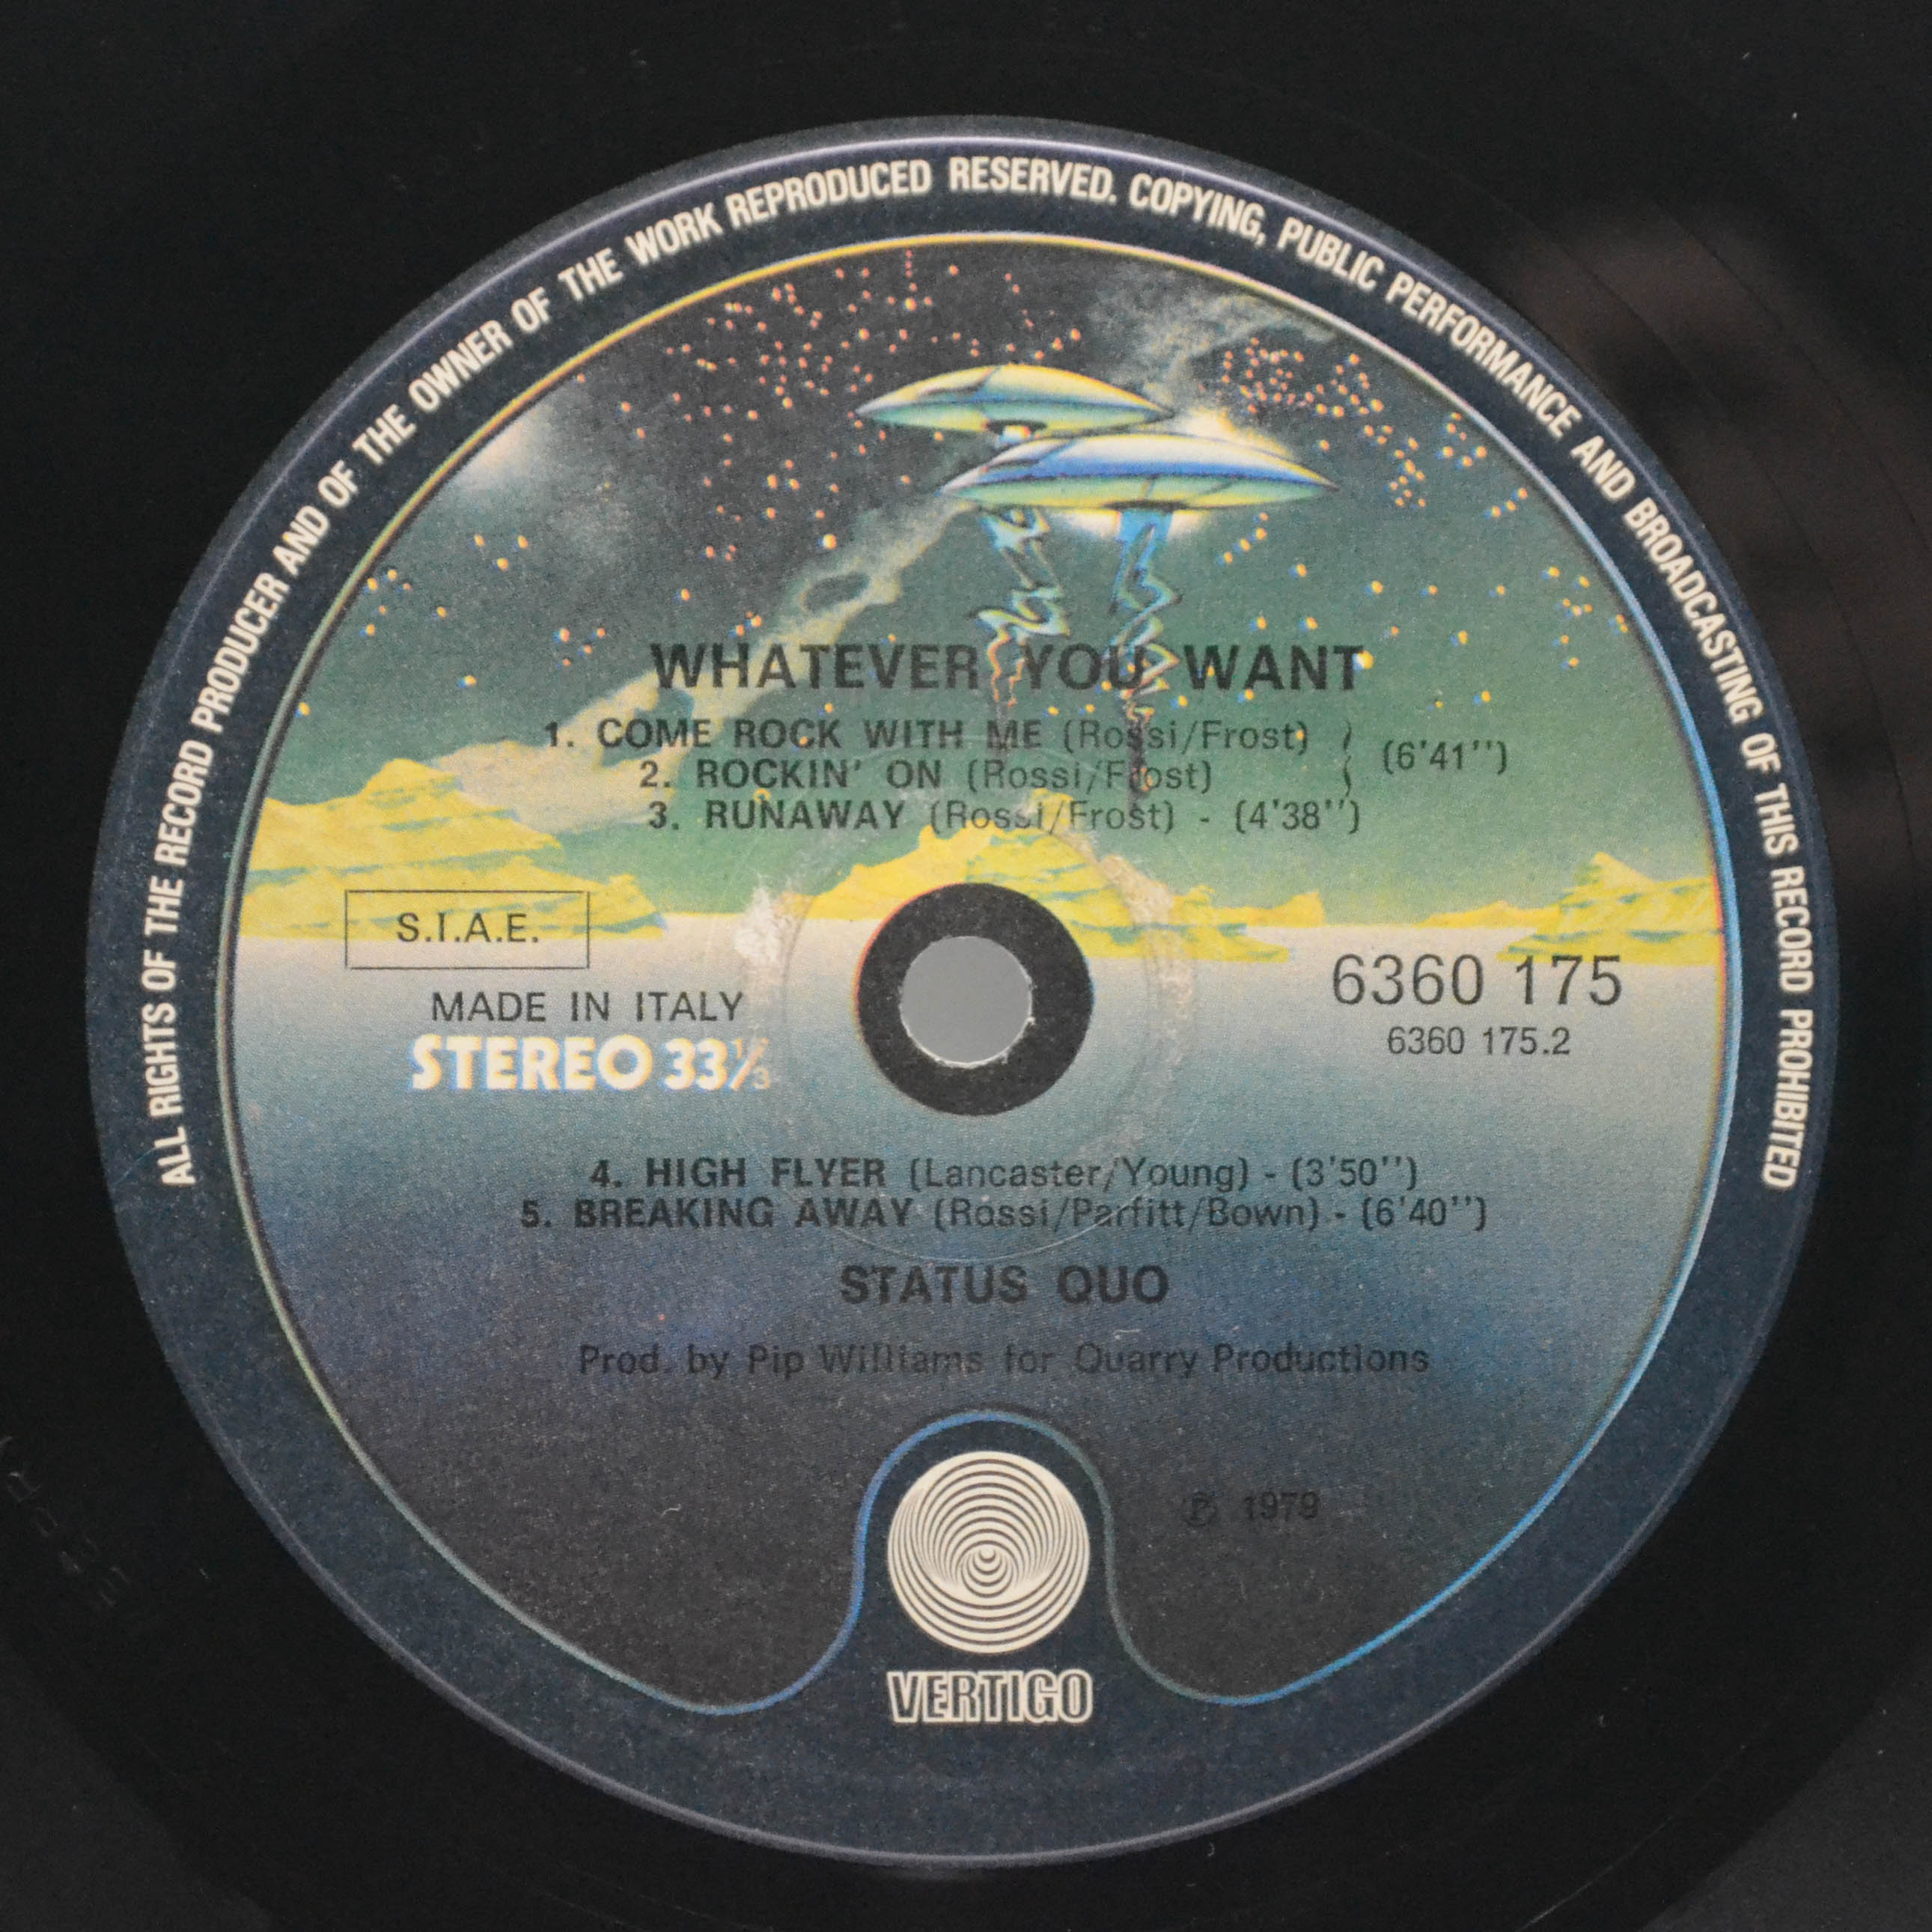 ALL RIGHTS OF THE RECORD PRODUCER AND OF THE OWNER OF THE WORK REPRODUCED RESERVED. COPYING, PUBLIC PERFORMANCE AND BROADCASTING OF THIS RECORD PROHIBITED
WHATEVER YOU WANT
1. COME ROCK WITH ME (Rossi/Frost)
2. ROCKIN' ON (Rossi/Frost) } (6'41'')
3. RUNAWAY (Rossi/Frost) - (4'38'')
S.I.A.E.
MADE IN ITALY
STEREO 33⅓
6360 175
6360 175.2
4. HIGH FLYER (Lancaster/Young) - (3'50'')
5. BREAKING AWAY (Rossi/Parfitt/Bown) - (6'40'')
STATUS QUO
Prod. by Pip Williams for Quarry Productions
℗ 1979
VERTIGO